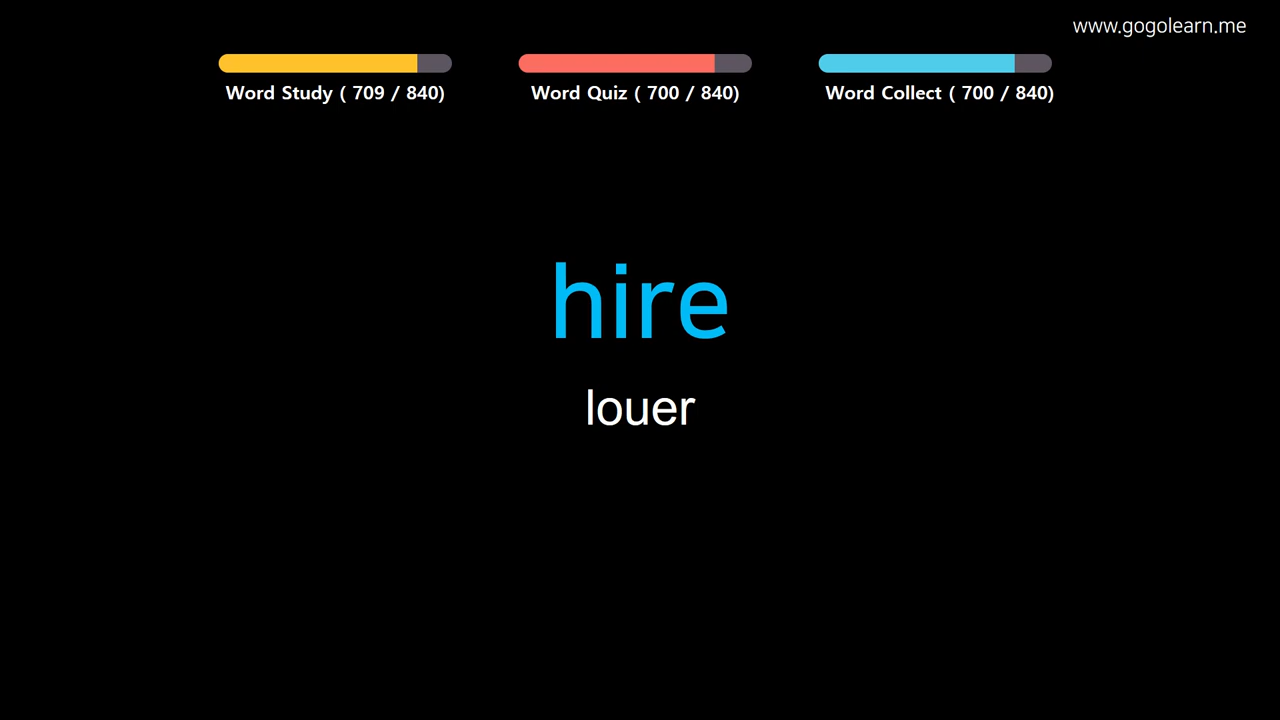 www.gogolearn.me
Word Study ( 709 / 840)
Word Quiz ( 700 / 840)
Word Collect ( 700 / 840)
hire
louer